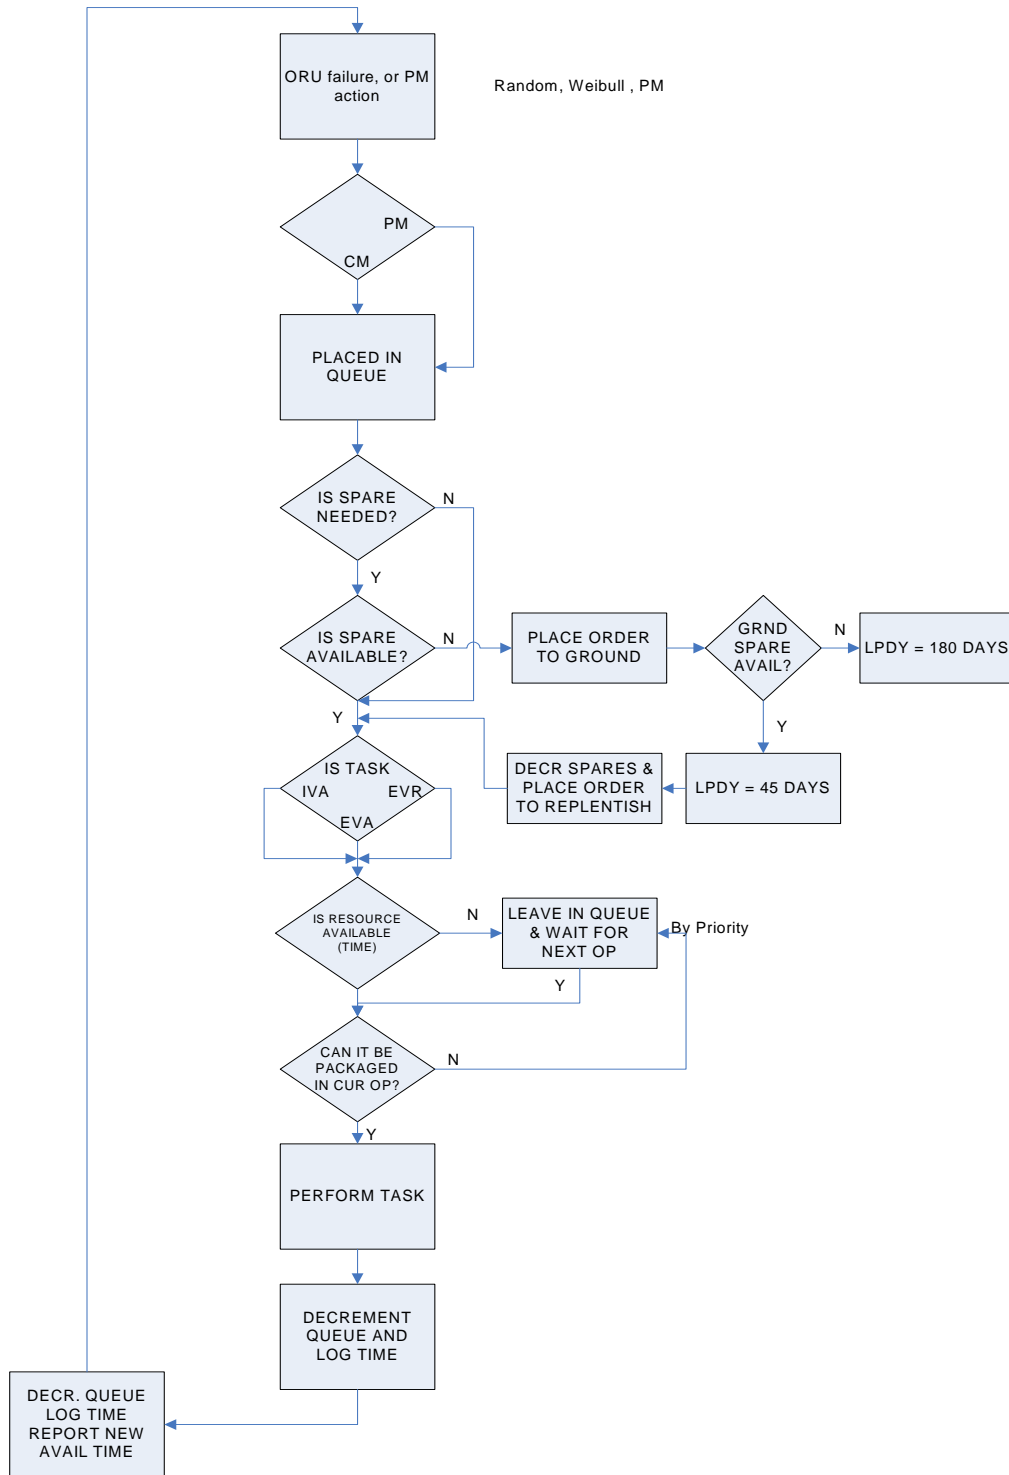 ORU failure, or PM
action
Random, Weibull , PM
PM
CM
PLACED IN
QUEUE
IS SPARE
NEEDED?
N
Y
IS SPARE
AVAILABLE?
N
PLACE ORDER
TO GROUND
GRND
SPARE
AVAIL?
N
LPDY = 180 DAYS
Y
Y
DECR SPARES &
PLACE ORDER
TO REPLENTISH
LPDY = 45 DAYS
IS TASK
IVA
EVR
EVA
IS RESOURCE
AVAILABLE
(TIME)
N
LEAVE IN QUEUE
& WAIT FOR
NEXT OP
By Priority
Y
CAN IT BE
PACKAGED
IN CUR OP?
N
Y
PERFORM TASK
DECREMENT
QUEUE AND
LOG TIME
DECR. QUEUE
LOG TIME
REPORT NEW
AVAIL TIME